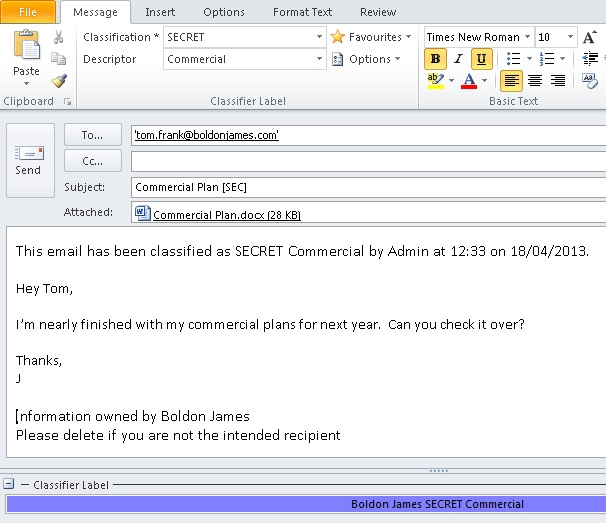 File Message Insert Options Format Text Review
Classification * SECRET Favourites Times New Roman 10 A
Paste Descriptor Commercial Options B I U
Clipboard Classifier Label Basic Text
To... 'tom.frank@boldonjames.com'
Cc...
Send
Subject: Commercial Plan [SEC]
Attached: Commercial Plan.docx (28 KB)
This email has been classified as SECRET Commercial by Admin at 12:33 on 18/04/2013.
Hey Tom,
I'm nearly finished with my commercial plans for next year. Can you check it over?
Thanks,
J
Information owned by Boldon James
Please delete if you are not the intended recipient
Classifier Label
Boldon James SECRET Commercial